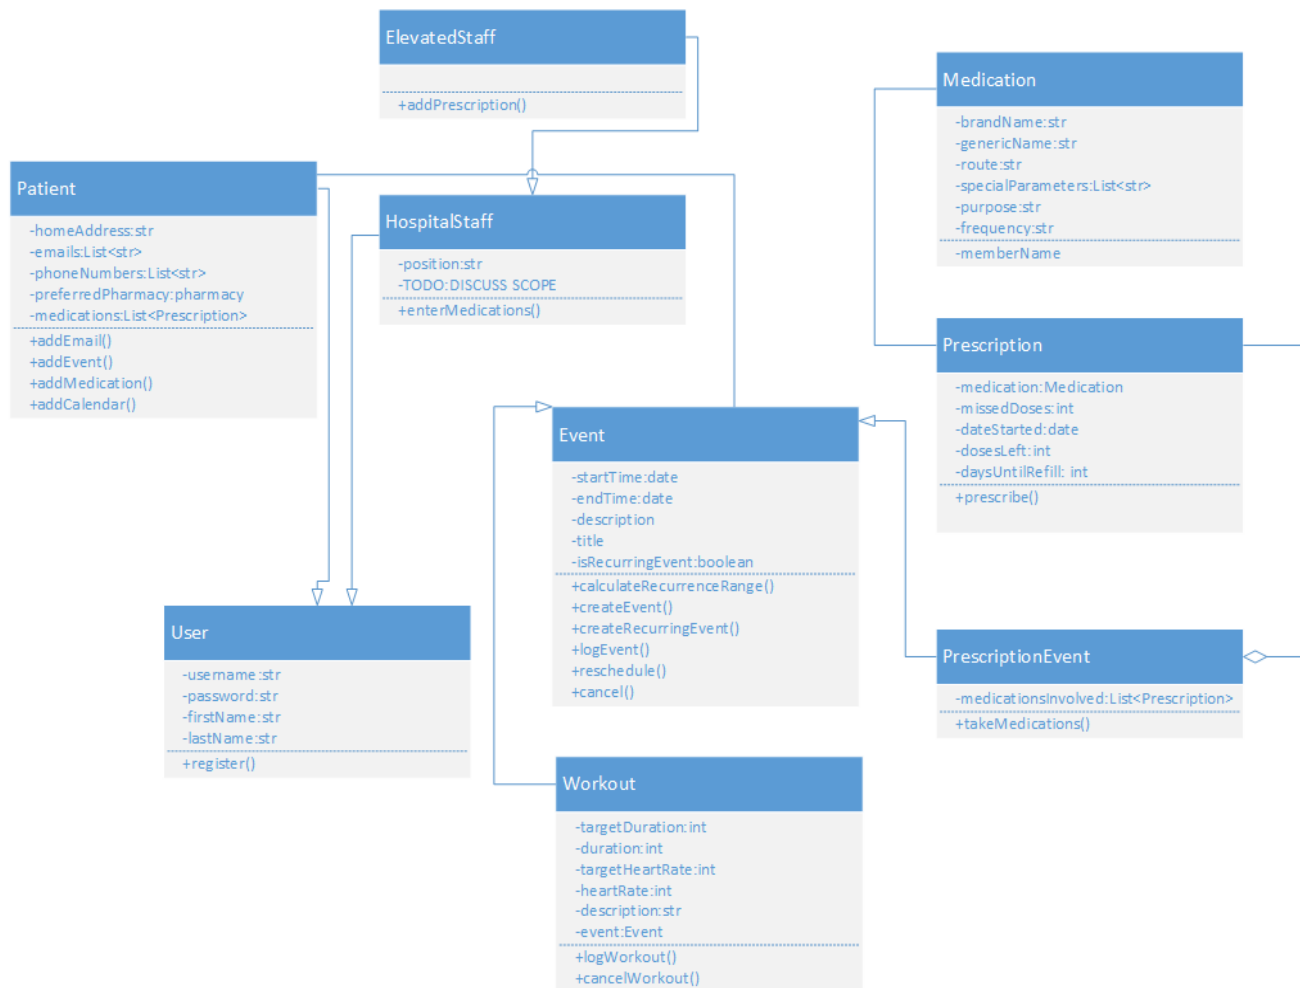 ElevatedStaff
+addPrescription()
Medication
-brandName:str
-genericName:str
-route:str
-specialParameters:List<str>
-purpose:str
-frequency:str
-memberName
Patient
-homeAddress:str
-emails:List<str>
-phoneNumbers:List<str>
-preferredPharmacy:pharmacy
-medications:List<Prescription>
+addEmail()
+addEvent()
+addMedication()
+addCalendar()
HospitalStaff
-position:str
-TODO:DISCUSS SCOPE
+enterMedications()
Prescription
-medication:Medication
-missedDoses:int
-dateStarted:date
-dosesLeft:int
-daysUntilRefill: int
+prescribe()
Event
-startTime:date
-endTime:date
-description
-title
-isRecurringEvent:boolean
+calculateRecurrenceRange()
+createEvent()
+createRecurringEvent()
+logEvent()
+reschedule()
+cancel()
User
-username:str
-password:str
-firstName:str
-lastName:str
+register()
PrescriptionEvent
-medicationsInvolved:List<Prescription>
+takeMedications()
Workout
-targetDuration:int
-duration:int
-targetHeartRate:int
-heartRate:int
-description:str
-event:Event
+logWorkout()
+cancelWorkout()